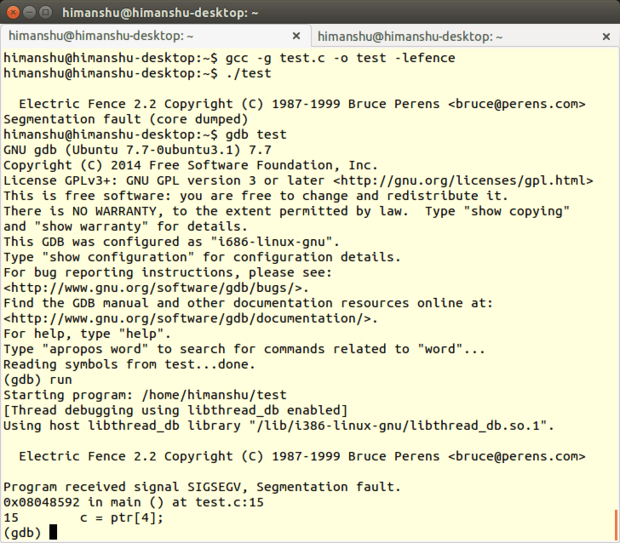 himanshu@himanshu-desktop: ~
himanshu@himanshu-desktop: ~ × himanshu@himanshu-desktop: ~ ×
himanshu@himanshu-desktop:~$ gcc -g test.c -o test -lefence
himanshu@himanshu-desktop:~$ ./test

  Electric Fence 2.2 Copyright (C) 1987-1999 Bruce Perens <bruce@perens.com>
Segmentation fault (core dumped)
himanshu@himanshu-desktop:~$ gdb test
GNU gdb (Ubuntu 7.7-0ubuntu3.1) 7.7
Copyright (C) 2014 Free Software Foundation, Inc.
License GPLv3+: GNU GPL version 3 or later <http://gnu.org/licenses/gpl.html>
This is free software: you are free to change and redistribute it.
There is NO WARRANTY, to the extent permitted by law.  Type "show copying"
and "show warranty" for details.
This GDB was configured as "i686-linux-gnu".
Type "show configuration" for configuration details.
For bug reporting instructions, please see:
<http://www.gnu.org/software/gdb/bugs/>.
Find the GDB manual and other documentation resources online at:
<http://www.gnu.org/software/gdb/documentation/>.
For help, type "help".
Type "apropos word" to search for commands related to "word"...
Reading symbols from test...done.
(gdb) run
Starting program: /home/himanshu/test
[Thread debugging using libthread_db enabled]
Using host libthread_db library "/lib/i386-linux-gnu/libthread_db.so.1".

  Electric Fence 2.2 Copyright (C) 1987-1999 Bruce Perens <bruce@perens.com>

Program received signal SIGSEGV, Segmentation fault.
0x08048592 in main () at test.c:15
15        c = ptr[4];
(gdb)